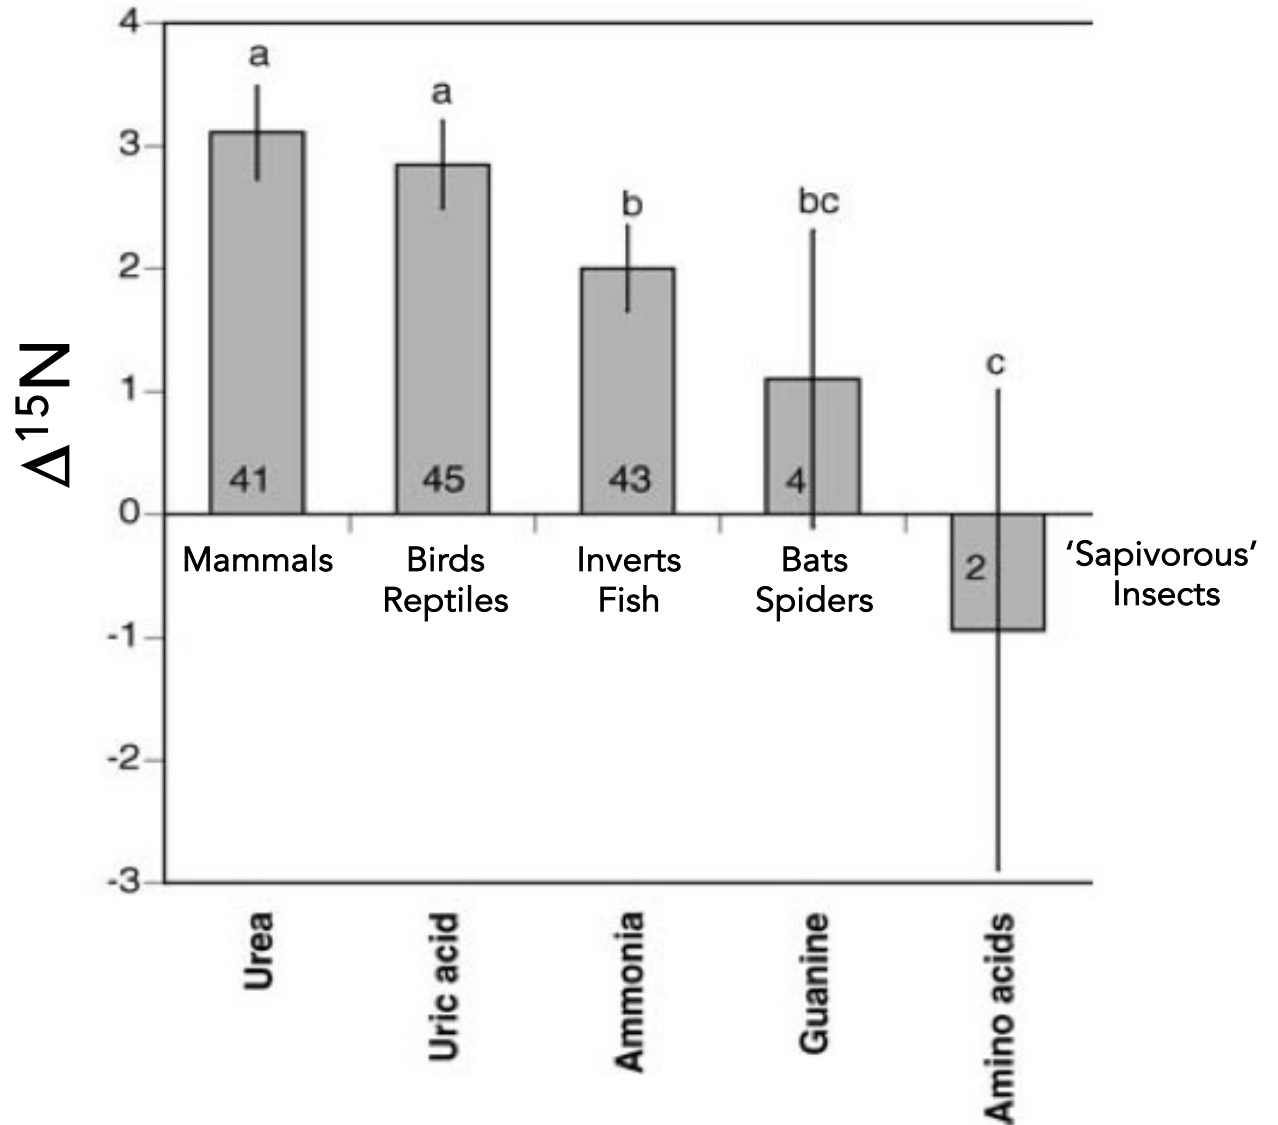 Δ15N
4
3
2
1
0
-1
-2
-3
a
a
b
bc
c
41
45
43
4
2
Mammals
Birds
Reptiles
Inverts
Fish
Bats
Spiders
‘Sapivorous’
Insects
Urea
Uric acid
Ammonia
Guanine
Amino acids